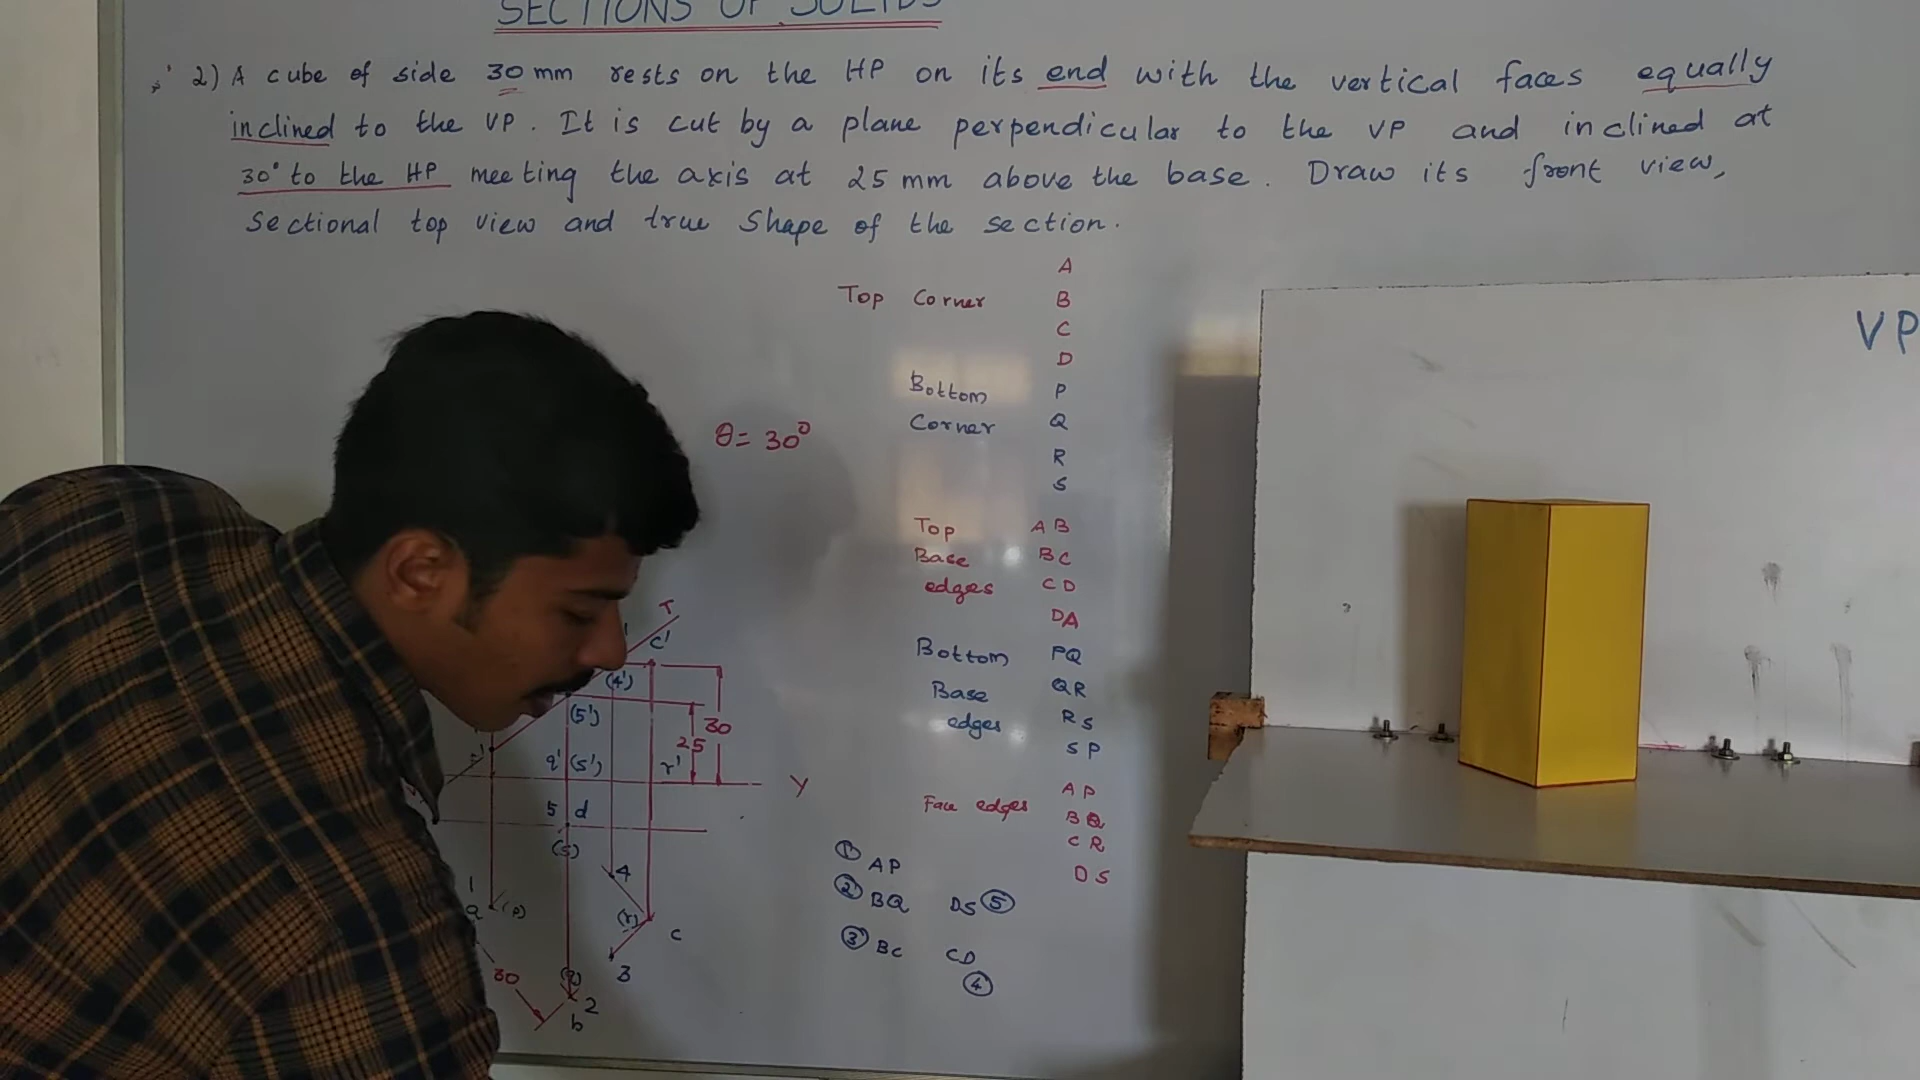 SECTIONS OF SOLIDS
2) A cube of side 30 mm rests on the HP on its end with the vertical faces equally
inclined to the VP. It is cut by a plane perpendicular to the VP and inclined at
30° to the HP meeting the axis at 25 mm above the base. Draw its front view,
Sectional top view and true Shape of the section.
A
Top Corner B
C
D
Bottom P
Corner Q
R
S
θ = 30°
Top AB
Base BC
edges CD
DA
Bottom PQ
Base QR
edges RS
SP
Face edges AP
BQ
CR
DS
① AP
② BQ DS ⑤
③ BC CD
④
VP
T
c'
(4')
(5')
30
25
q' (s') r'
Y
5 d
(s)
4
1
a (p)
(r) c
3
30
(q)
2
b